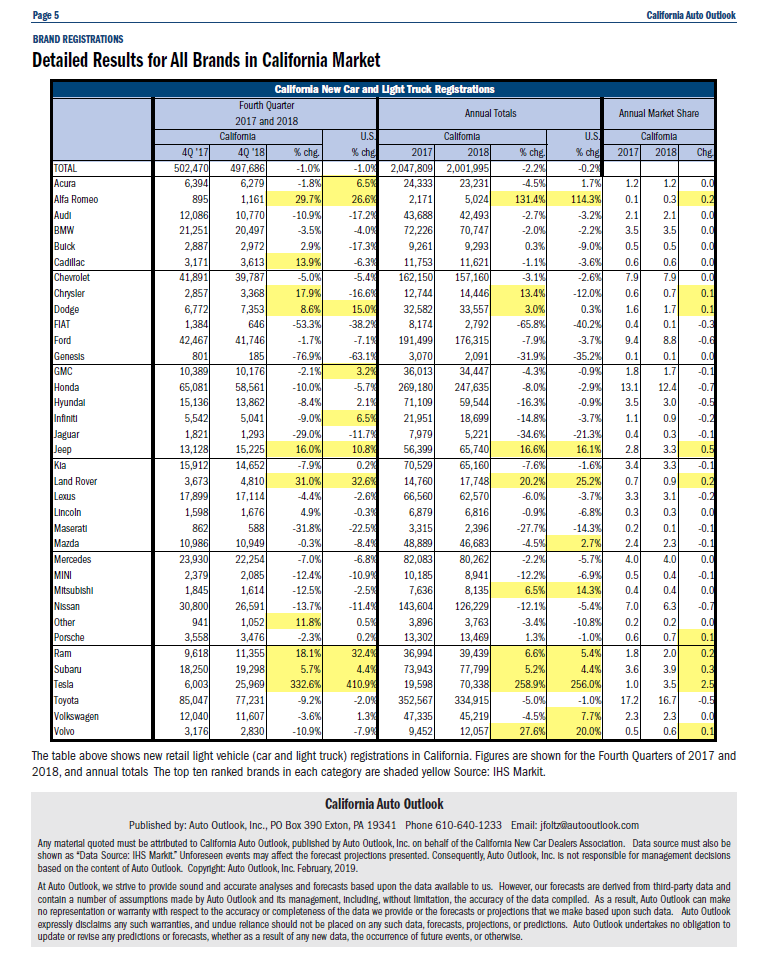 Page 5
California Auto Outlook
BRAND REGISTRATIONS
Detailed Results for All Brands in California Market
California New Car and Light Truck Registrations
Fourth Quarter
2017 and 2018
Annual Totals
Annual Market Share
California U.S. California U.S. California
4Q '17 4Q '18 % chg. % chg. 2017 2018 % chg. % chg. 2017 2018 Chg.
TOTAL 502,470 497,686 -1.0% -1.0% 2,047,809 2,001,995 -2.2% -0.2%
Acura 6,394 6,279 -1.8% 6.5% 24,333 23,231 -4.5% 1.7% 1.2 1.2 0.0
Alfa Romeo 895 1,161 29.7% 26.6% 2,171 5,024 131.4% 114.3% 0.1 0.3 0.2
Audi 12,086 10,770 -10.9% -17.2% 43,688 42,493 -2.7% -3.2% 2.1 2.1 0.0
BMW 21,251 20,497 -3.5% -4.0% 72,226 70,747 -2.0% -2.2% 3.5 3.5 0.0
Buick 2,887 2,972 2.9% -17.3% 9,261 9,293 0.3% -9.0% 0.5 0.5 0.0
Cadillac 3,171 3,613 13.9% -6.3% 11,753 11,621 -1.1% -3.6% 0.6 0.6 0.0
Chevrolet 41,891 39,787 -5.0% -5.4% 162,150 157,160 -3.1% -2.6% 7.9 7.9 0.0
Chrysler 2,857 3,368 17.9% -16.6% 12,744 14,446 13.4% -12.0% 0.6 0.7 0.1
Dodge 6,772 7,353 8.6% 15.0% 32,582 33,557 3.0% 0.3% 1.6 1.7 0.1
FIAT 1,384 646 -53.3% -38.2% 8,174 2,792 -65.8% -40.2% 0.4 0.1 -0.3
Ford 42,467 41,746 -1.7% -7.1% 191,499 176,315 -7.9% -3.7% 9.4 8.8 -0.6
Genesis 801 185 -76.9% -63.1% 3,070 2,091 -31.9% -35.2% 0.1 0.1 0.0
GMC 10,389 10,176 -2.1% 3.2% 36,013 34,447 -4.3% -0.9% 1.8 1.7 -0.1
Honda 65,081 58,561 -10.0% -5.7% 269,180 247,635 -8.0% -2.9% 13.1 12.4 -0.7
Hyundai 15,136 13,862 -8.4% 2.1% 71,109 59,544 -16.3% -0.9% 3.5 3.0 -0.5
Infiniti 5,542 5,041 -9.0% 6.5% 21,951 18,699 -14.8% -3.7% 1.1 0.9 -0.2
Jaguar 1,821 1,293 -29.0% -11.7% 7,979 5,221 -34.6% -21.3% 0.4 0.3 -0.1
Jeep 13,128 15,225 16.0% 10.8% 56,399 65,740 16.6% 16.1% 2.8 3.3 0.5
Kia 15,912 14,652 -7.9% 0.2% 70,529 65,160 -7.6% -1.6% 3.4 3.3 -0.1
Land Rover 3,673 4,810 31.0% 32.6% 14,760 17,748 20.2% 25.2% 0.7 0.9 0.2
Lexus 17,899 17,114 -4.4% -2.6% 66,560 62,570 -6.0% -3.7% 3.3 3.1 -0.2
Lincoln 1,598 1,676 4.9% -0.3% 6,879 6,816 -0.9% -6.8% 0.3 0.3 0.0
Maserati 862 588 -31.8% -22.5% 3,315 2,396 -27.7% -14.3% 0.2 0.1 -0.1
Mazda 10,986 10,949 -0.3% -8.4% 48,889 46,683 -4.5% 2.7% 2.4 2.3 -0.1
Mercedes 23,930 22,254 -7.0% -6.8% 82,083 80,262 -2.2% -5.7% 4.0 4.0 0.0
MINI 2,379 2,085 -12.4% -10.9% 10,185 8,941 -12.2% -6.9% 0.5 0.4 -0.1
Mitsubishi 1,845 1,614 -12.5% -2.5% 7,636 8,135 6.5% 14.3% 0.4 0.4 0.0
Nissan 30,800 26,591 -13.7% -11.4% 143,604 126,229 -12.1% -5.4% 7.0 6.3 -0.7
Other 941 1,052 11.8% 0.5% 3,896 3,763 -3.4% -10.8% 0.2 0.2 0.0
Porsche 3,558 3,476 -2.3% 0.2% 13,302 13,469 1.3% -1.0% 0.6 0.7 0.1
Ram 9,618 11,355 18.1% 32.4% 36,994 39,439 6.6% 5.4% 1.8 2.0 0.2
Subaru 18,250 19,298 5.7% 4.4% 73,943 77,799 5.2% 4.4% 3.6 3.9 0.3
Tesla 6,003 25,969 332.6% 410.9% 19,598 70,338 258.9% 256.0% 1.0 3.5 2.5
Toyota 85,047 77,231 -9.2% -2.0% 352,567 334,915 -5.0% -1.0% 17.2 16.7 -0.5
Volkswagen 12,040 11,607 -3.6% 1.3% 47,335 45,219 -4.5% 7.7% 2.3 2.3 0.0
Volvo 3,176 2,830 -10.9% -7.9% 9,452 12,057 27.6% 20.0% 0.5 0.6 0.1
The table above shows new retail light vehicle (car and light truck) registrations in California. Figures are shown for the Fourth Quarters of 2017 and
2018, and annual totals The top ten ranked brands in each category are shaded yellow Source: IHS Markit.
California Auto Outlook
Published by: Auto Outlook, Inc., PO Box 390 Exton, PA 19341 Phone 610-640-1233 Email: jfoltz@autooutlook.com
Any material quoted must be attributed to California Auto Outlook, published by Auto Outlook, Inc. on behalf of the California New Car Dealers Association. Data source must also be
shown as "Data Source: IHS Markit." Unforeseen events may affect the forecast projections presented. Consequently, Auto Outlook, Inc. is not responsible for management decisions
based on the content of Auto Outlook. Copyright: Auto Outlook, Inc. February, 2019.
At Auto Outlook, we strive to provide sound and accurate analyses and forecasts based upon the data available to us. However, our forecasts are derived from third-party data and
contain a number of assumptions made by Auto Outlook and its management, including, without limitation, the accuracy of the data compiled. As a result, Auto Outlook can make
no representation or warranty with respect to the accuracy or completeness of the data we provide or the forecasts or projections that we make based upon such data. Auto Outlook
expressly disclaims any such warranties, and undue reliance should not be placed on any such data, forecasts, projections, or predictions. Auto Outlook undertakes no obligation to
update or revise any predictions or forecasts, whether as a result of any new data, the occurrence of future events, or otherwise.